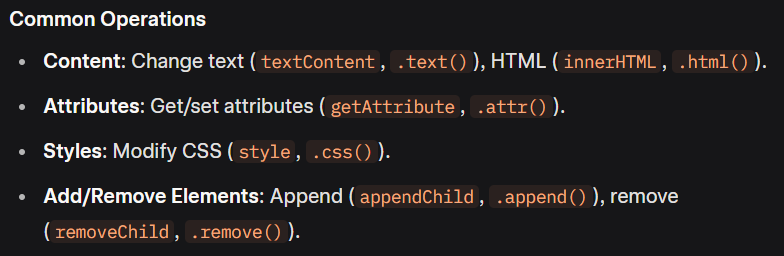 Common Operations
• Content: Change text (textContent, .text()), HTML (innerHTML, .html()).
• Attributes: Get/set attributes (getAttribute, .attr()).
• Styles: Modify CSS (style, .css()).
• Add/Remove Elements: Append (appendChild, .append()), remove
(removeChild, .remove()).